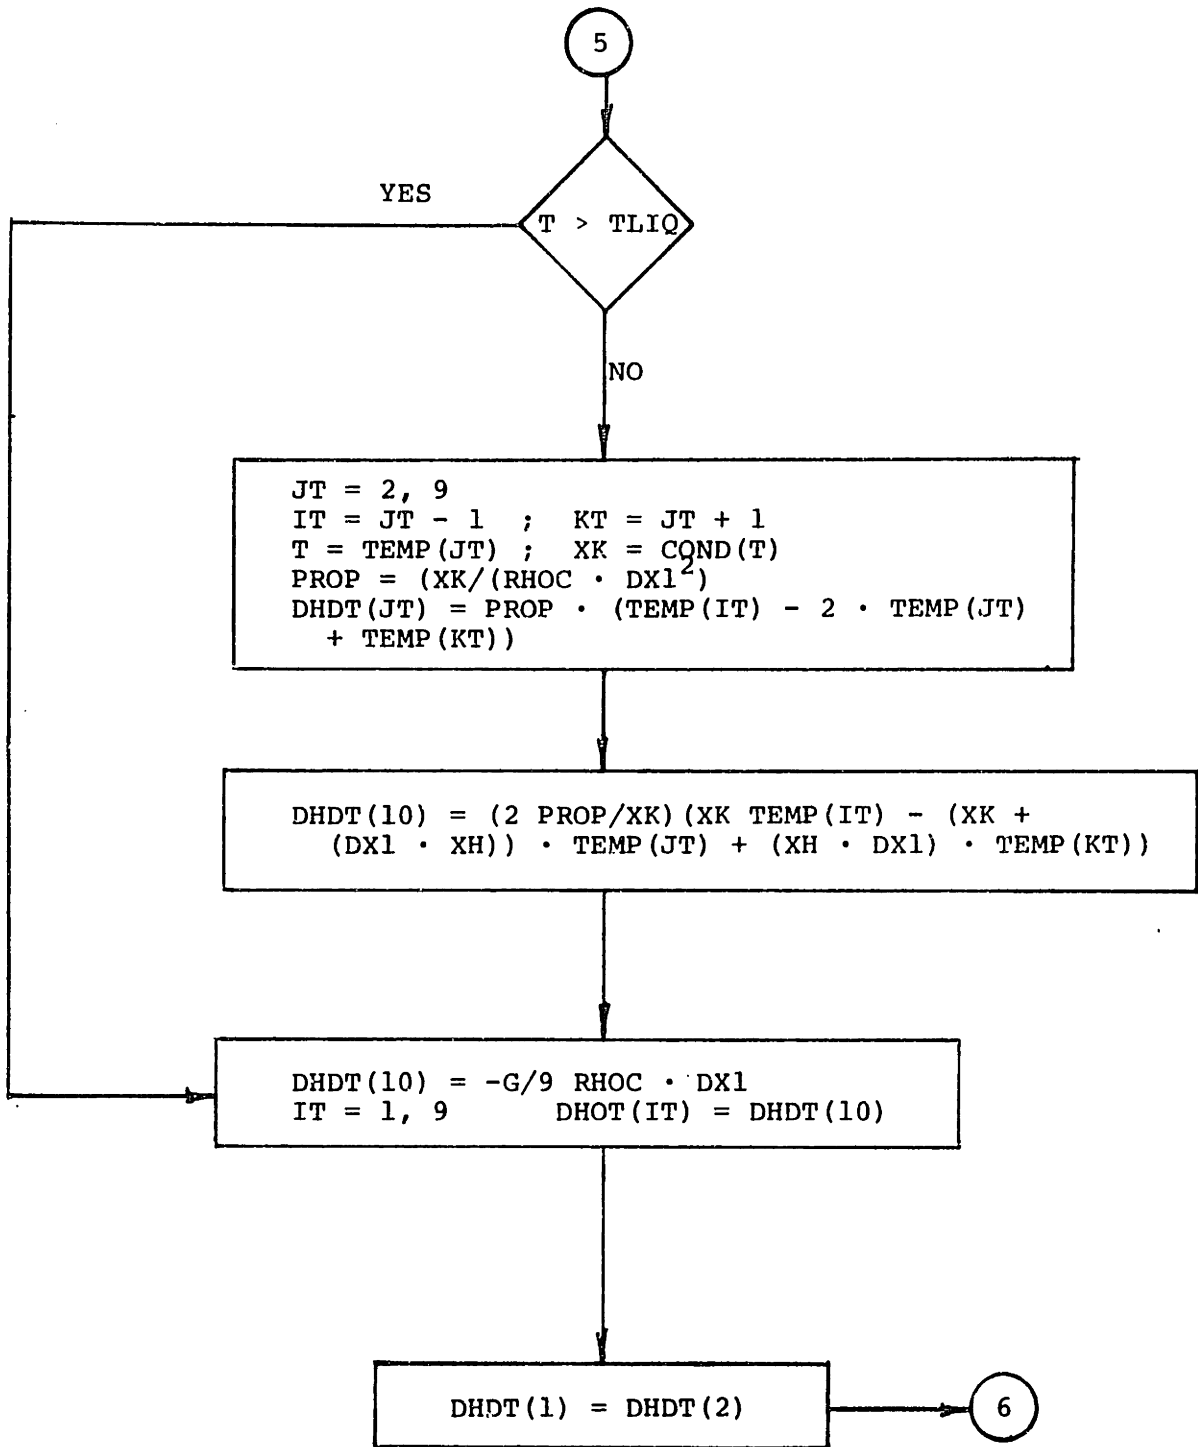 5
YES
T > TLIQ
NO
JT = 2, 9
IT = JT - 1 ; KT = JT + 1
T = TEMP(JT) ; XK = COND(T)
PROP = (XK/(RHOC · DX1²)
DHDT(JT) = PROP · (TEMP(IT) - 2 · TEMP(JT)
+ TEMP(KT))
DHDT(10) = (2 PROP/XK)(XK TEMP(IT) - (XK +
(DX1 · XH)) · TEMP(JT) + (XH · DX1) · TEMP(KT))
DHDT(10) = -G/9 RHOC · DX1
IT = 1, 9 DHOT(IT) = DHDT(10)
DHDT(1) = DHDT(2)
6